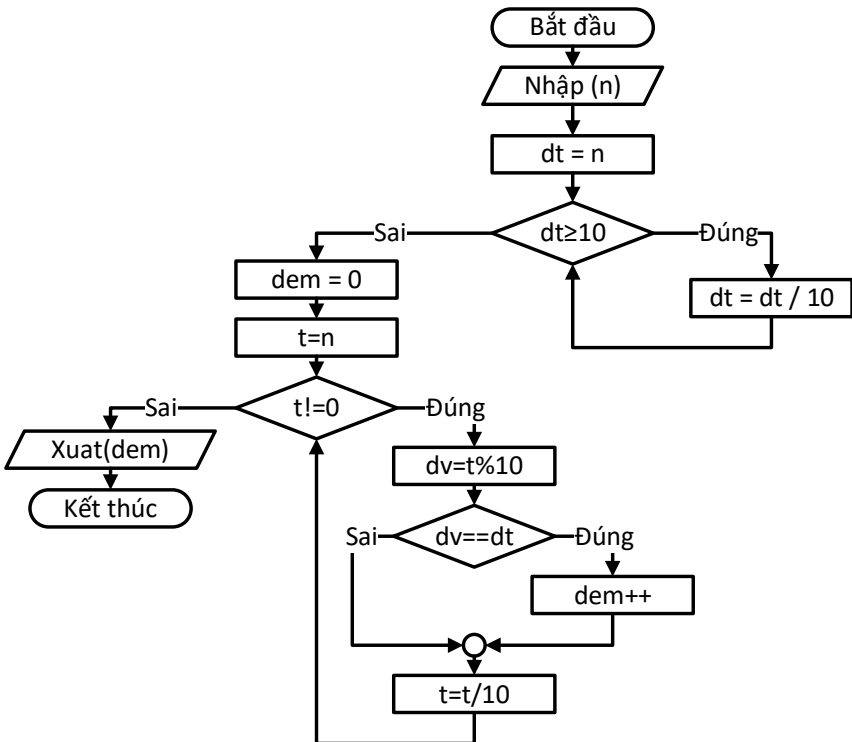 Bắt đầu
Nhập (n)
dt = n
dt≥10
Sai
Đúng
dt = dt / 10
dem = 0
t=n
t!=0
Sai
Đúng
Xuat(dem)
Kết thúc
dv=t%10
dv==dt
Sai
Đúng
dem++
t=t/10